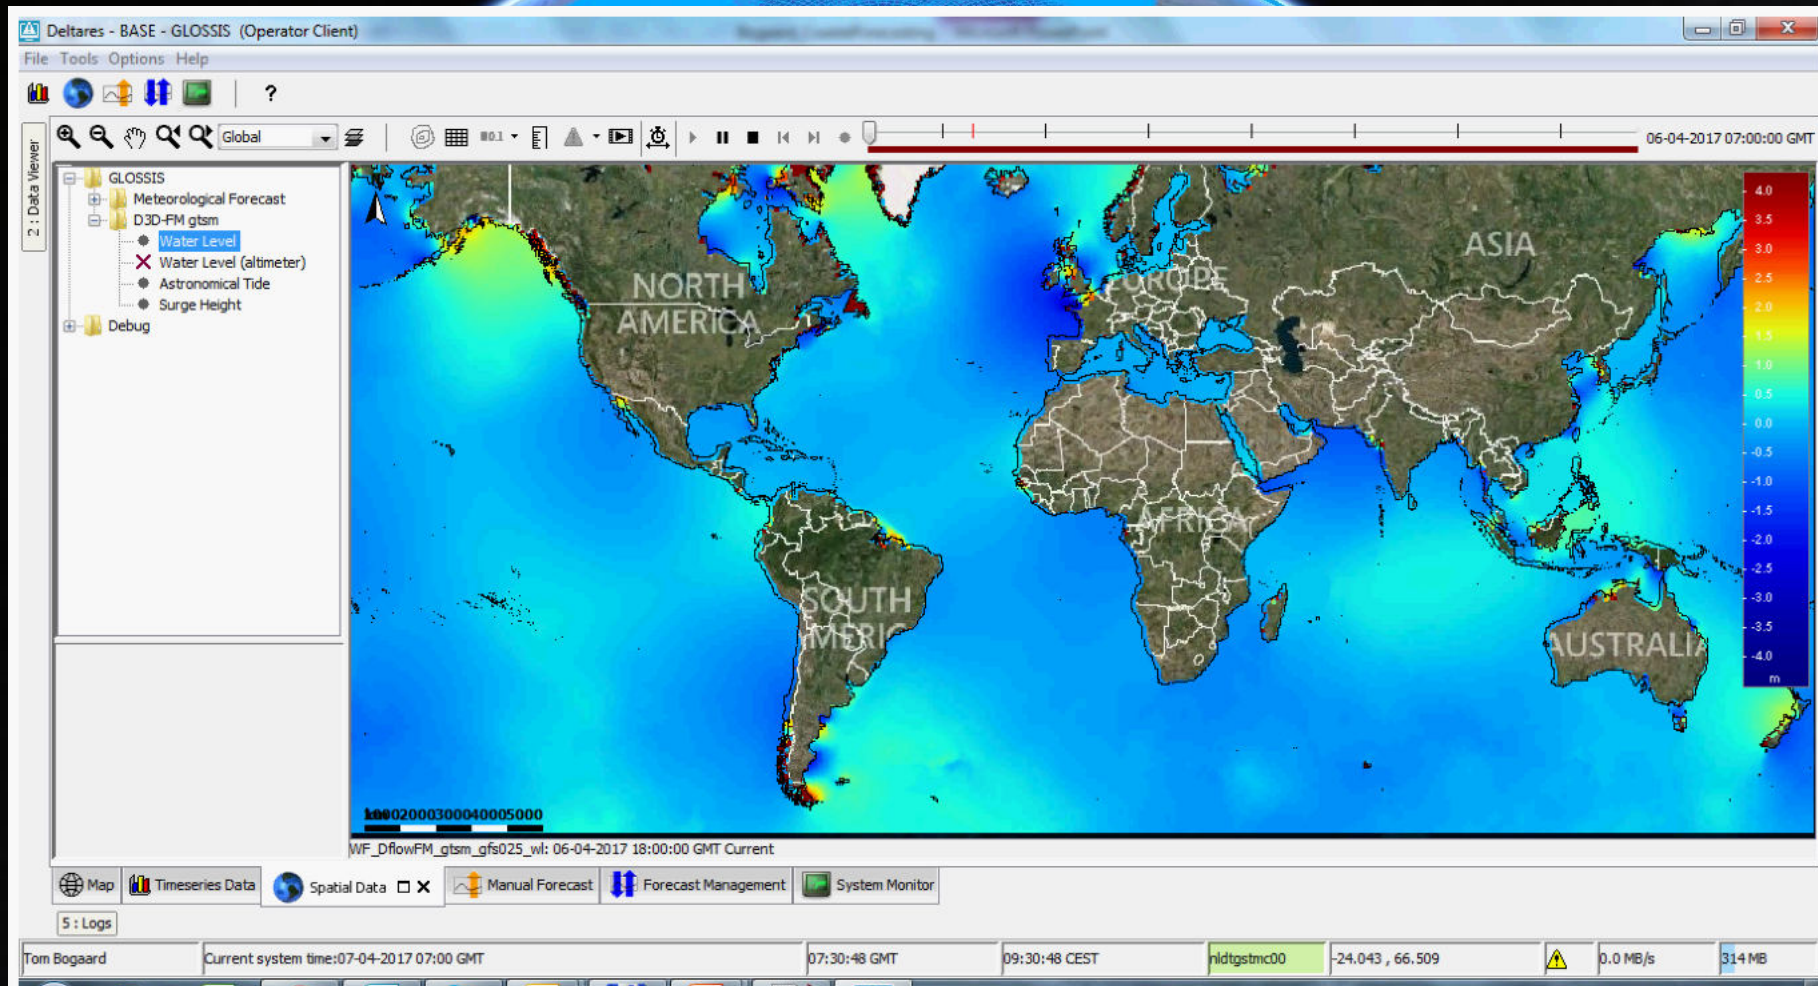 Deltares - BASE - GLOSSIS (Operator Client)
File Tools Options Help
?
Global
06-04-2017 07:00:00 GMT
2 : Data Viewer
GLOSSIS
Meteorological Forecast
D3D-FM gtsm
Water Level
Water Level (altimeter)
Astronomical Tide
Surge Height
Debug
NORTH
AMERICA
EUROPE
ASIA
AFRICA
SOUTH
MERIC
AUSTRALIA
4.0
3.5
3.0
2.5
2.0
1.5
1.0
0.5
0.0
-0.5
-1.0
-1.5
-2.0
-2.5
-3.0
-3.5
-4.0
m
02000300040005000
WF_DflowFM_gtsm_gfs025_wl: 06-04-2017 18:00:00 GMT Current
Map Timeseries Data Spatial Data Manual Forecast Forecast Management System Monitor
5 : Logs
Tom Bogaard Current system time:07-04-2017 07:00 GMT 07:30:48 GMT 09:30:48 CEST nldtgstmc00 -24.043 , 66.509 0.0 MB/s 314 MB